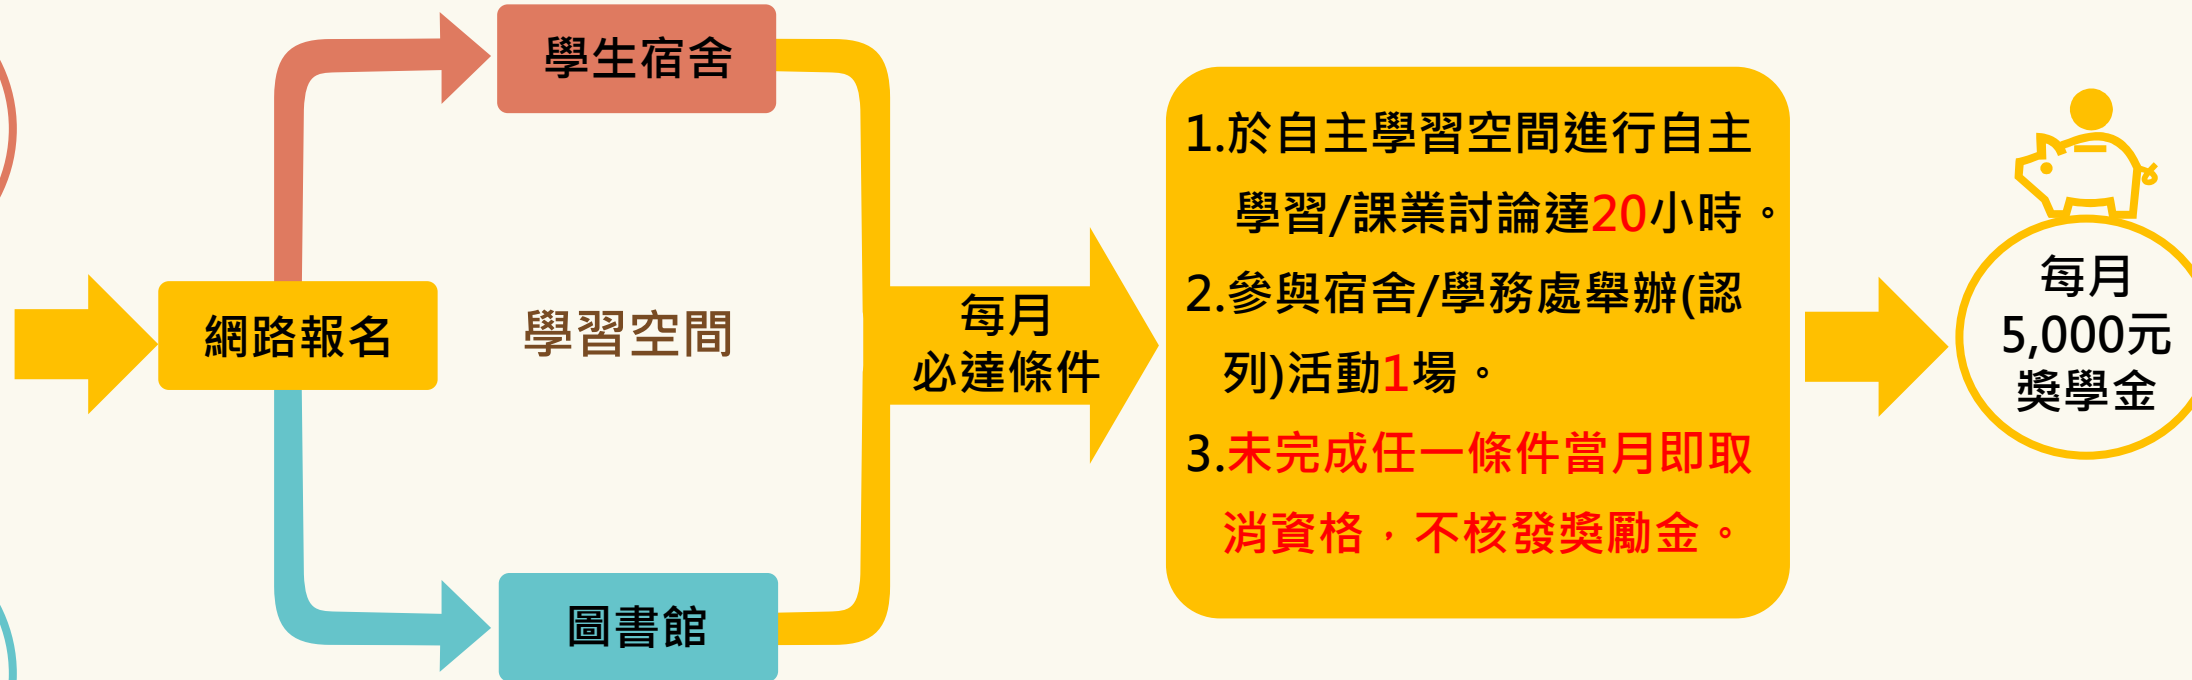 學生宿舍
網路報名
學習空間
圖書館
每月
必達條件
1.於自主學習空間進行自主
學習/課業討論達20小時。
2.參與宿舍/學務處舉辦(認
列)活動1場。
3.未完成任一條件當月即取
消資格，不核發獎勵金。
每月
5,000元
獎學金